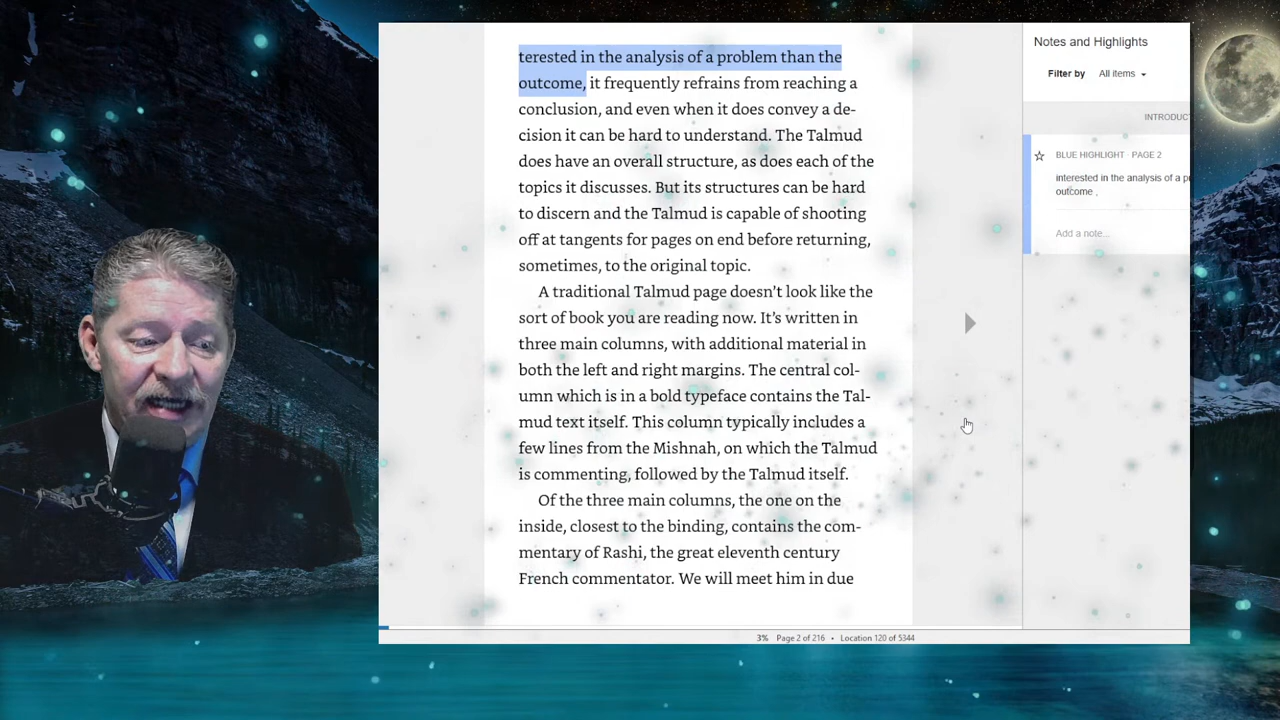 terested in the analysis of a problem than the
outcome, it frequently refrains from reaching a
conclusion, and even when it does convey a de-
cision it can be hard to understand. The Talmud
does have an overall structure, as does each of the
topics it discusses. But its structures can be hard
to discern and the Talmud is capable of shooting
off at tangents for pages on end before returning,
sometimes, to the original topic.
A traditional Talmud page doesn’t look like the
sort of book you are reading now. It’s written in
three main columns, with additional material in
both the left and right margins. The central col-
umn which is in a bold typeface contains the Tal-
mud text itself. This column typically includes a
few lines from the Mishnah, on which the Talmud
is commenting, followed by the Talmud itself.
Of the three main columns, the one on the
inside, closest to the binding, contains the com-
mentary of Rashi, the great eleventh century
French commentator. We will meet him in due
3% Page 2 of 216 • Location 120 of 5344
Notes and Highlights
Filter by All items
INTRODUCT
BLUE HIGHLIGHT · PAGE 2
interested in the analysis of a pr
outcome ,
Add a note...